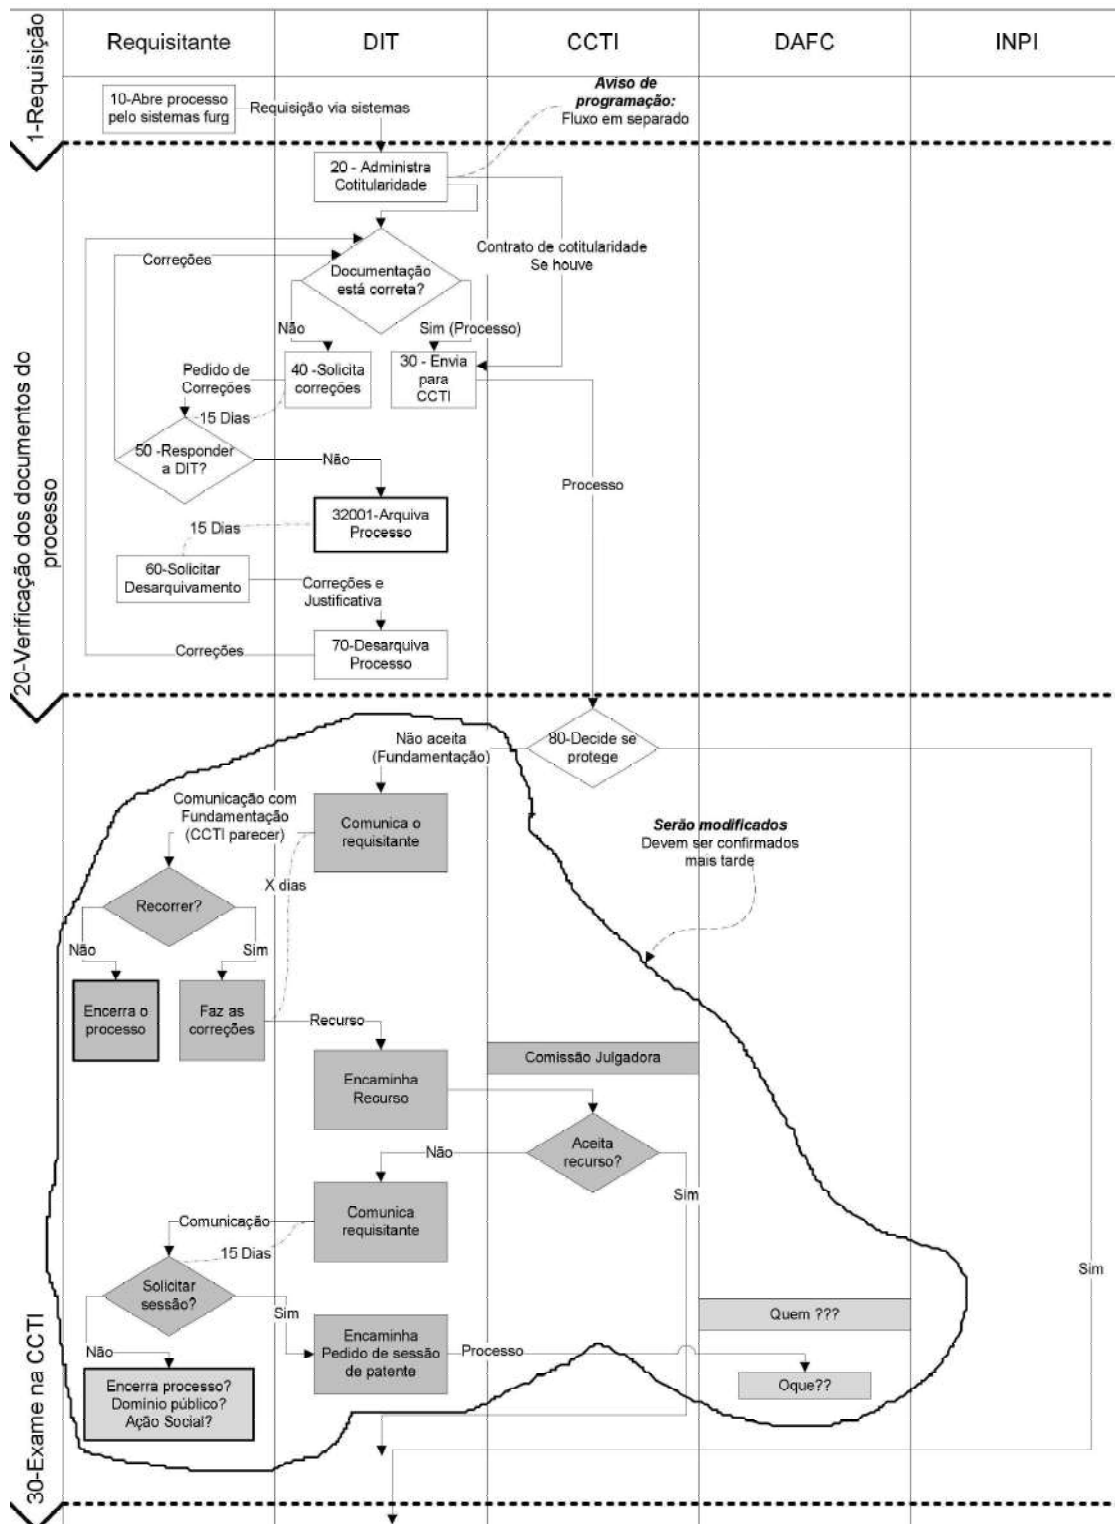 Requisitante
DIT
CCTI
DAFC
INPI
1-Requisição
10-Abre processo
pelo sistemas furg
Requisição via sistemas
Aviso de
programação:
Fluxo em separado
20-Verificação dos documentos do
processo
20 - Administra
Cotitularidade
Contrato de cotitularidade
Se houve
Correções
Documentação
está correta?
Não
Sim (Processo)
Pedido de
Correções
40 -Solicita
correções
30 - Envia
para
CCTI
15 Dias
50 -Responder
a DIT?
Não
Processo
32001-Arquiva
Processo
15 Dias
60-Solicitar
Desarquivamento
Correções e
Justificativa
Correções
70-Desarquiva
Processo
30-Exame na CCTI
80-Decide se
protege
Não aceita
(Fundamentação)
Comunicação com
Fundamentação
(CCTI parecer)
Comunica o
requisitante
Serão modificados
Devem ser confirmados
mais tarde
X dias
Recorrer?
Não
Sim
Encerra o
processo
Faz as
correções
Recurso
Encaminha
Recurso
Comissão Julgadora
Aceita
recurso?
Não
Sim
Comunica
requisitante
Comunicação
15 Dias
Solicitar
sessão?
Sim
Sim
Não
Encaminha
Pedido de sessão
de patente
Processo
Quem ???
Oque??
Encerra processo?
Domínio público?
Ação Social?